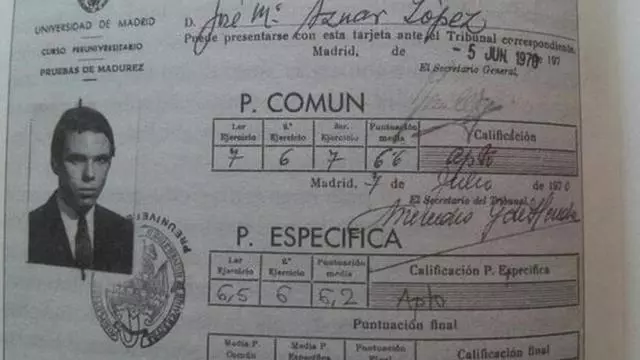 UNIVERSIDAD DE MADRID
CURSO PREUNIVERSITARIO
PRUEBAS DE MADUREZ
D. José Mª Aznar López
Puede presentarse con esta tarjeta ante el Tribunal correspondiente.
Madrid, de - 5 JUN 1970 197
El Secretario General,
P. COMUN
1.er Ejercicio 2.º Ejercicio 3er. Ejercicio Puntuación media Calificación
7 6 7 6'6 apto
Madrid, 7 de Julio de 1970
El Secretario del Tribunal,
P. ESPECIFICA
1.er Ejercicio 2.º Ejercicio Puntuación media Calificación P. Específica
6,5 6 6,2 Apto
Puntuación final
Media P. Común Media P. Específica Puntuación Final Calificación final